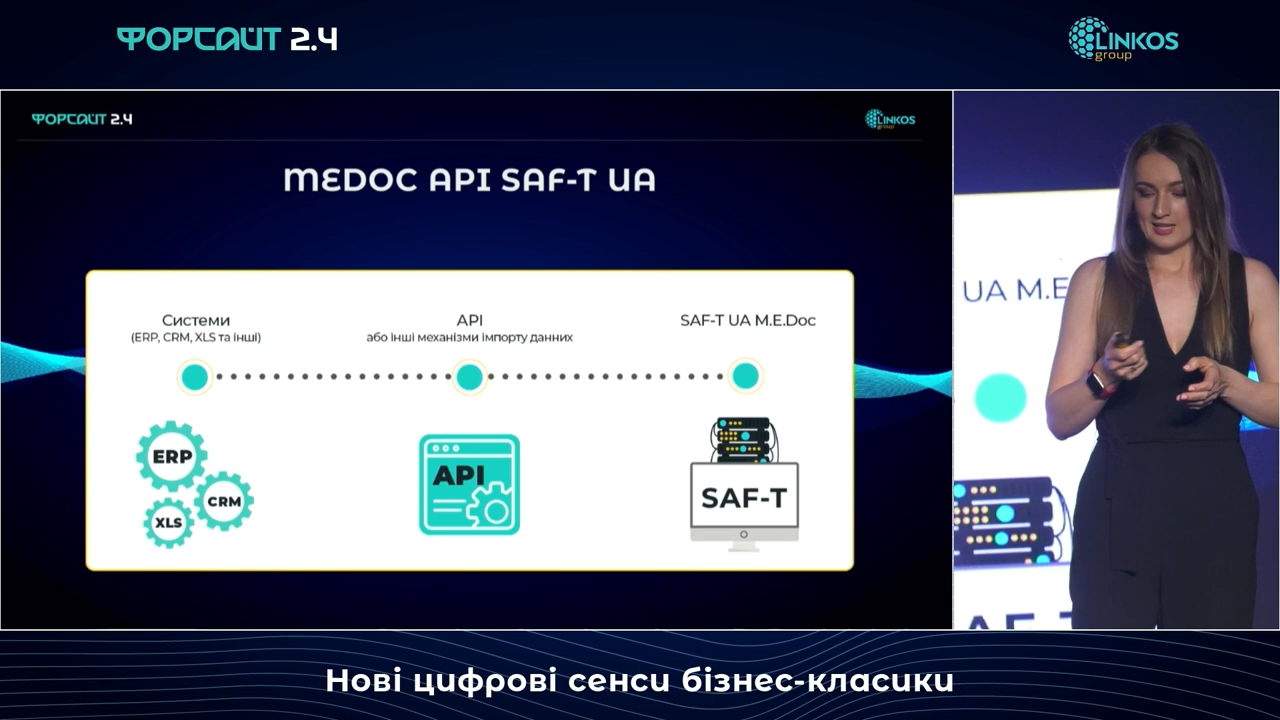 ФОРСАЙТ 2.4
LINKOS
group
ФОРСАЙТ 2.4
LINKOS
group
MEDOC API SAF-T UA
Системи
(ERP, CRM, XLS та інші)
API
або інші механізми імпорту данних
SAF-T UA M.E.Doc
ERP
CRM
XLS
API
SAF-T
UA M.E
Нові цифрові сенси бізнес-класики